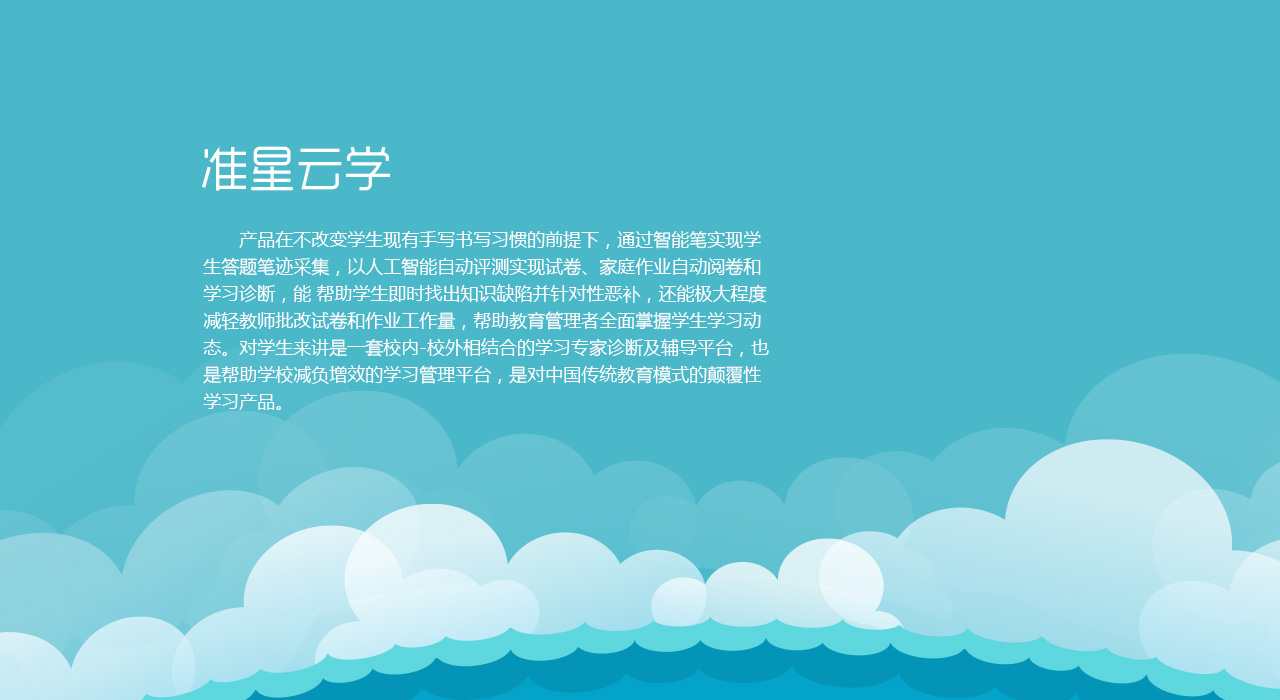 准星云学
产品在不改变学生现有手写书写习惯的前提下，通过智能笔实现学
生答题笔迹采集，以人工智能自动评测实现试卷、家庭作业自动阅卷和
学习诊断，能 帮助学生即时找出知识缺陷并针对性恶补，还能极大程度
减轻教师批改试卷和作业工作量，帮助教育管理者全面掌握学生学习动
态。对学生来讲是一套校内-校外相结合的学习专家诊断及辅导平台，也
是帮助学校减负增效的学习管理平台，是对中国传统教育模式的颠覆性
学习产品。